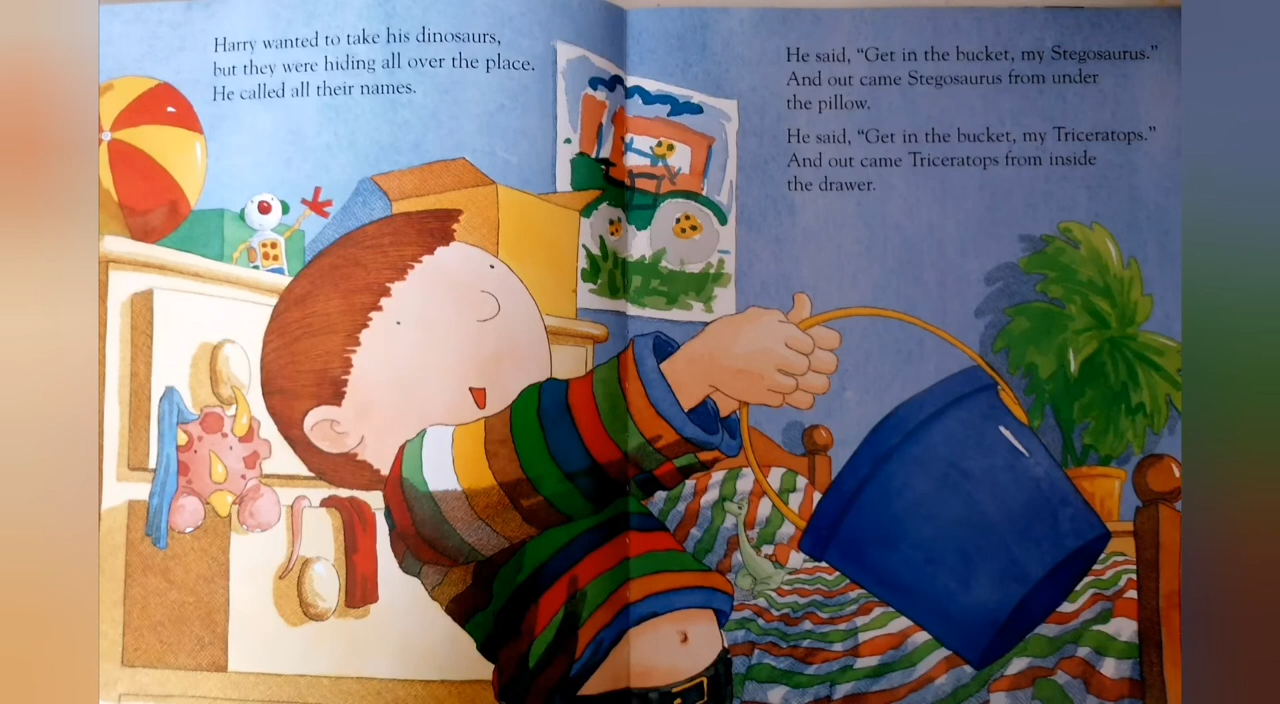 Harry wanted to take his dinosaurs,
but they were hiding all over the place.
He called all their names.
He said, “Get in the bucket, my Stegosaurus.”
And out came Stegosaurus from under
the pillow.
He said, “Get in the bucket, my Triceratops.”
And out came Triceratops from inside
the drawer.